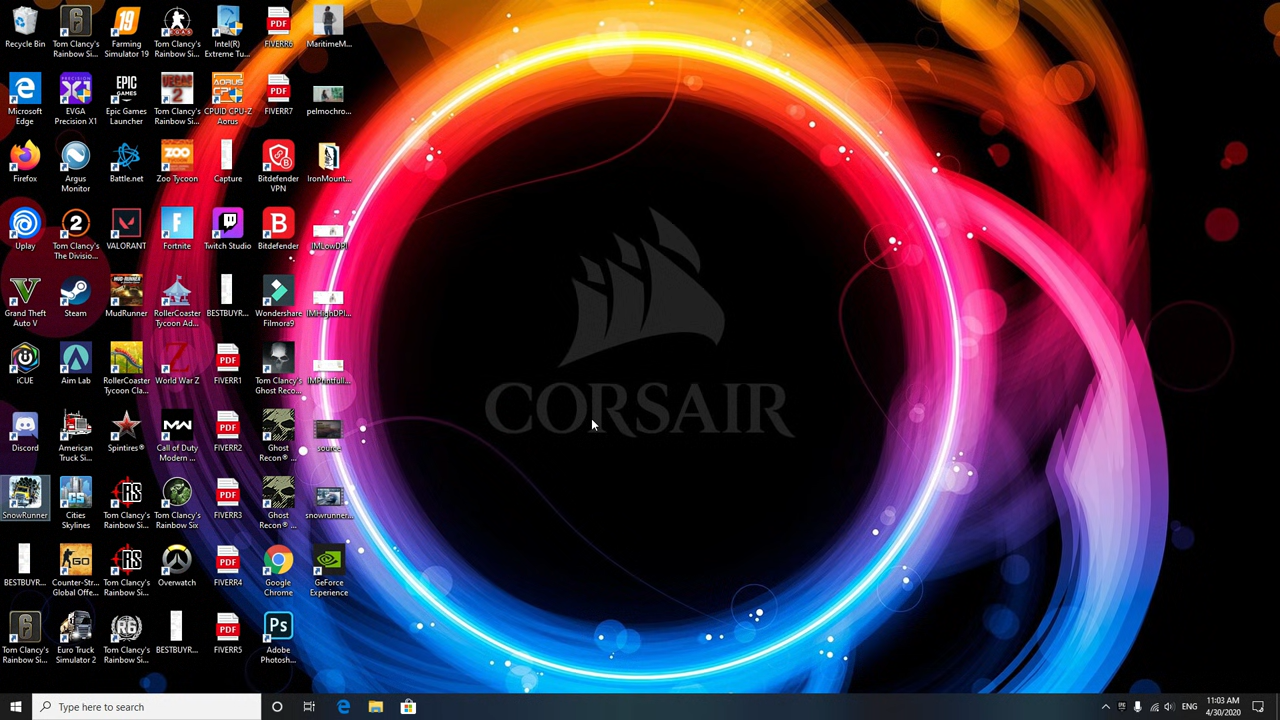 Recycle Bin
Tom Clancy's
Rainbow Si...
Farming
Simulator 19
Tom Clancy's
Rainbow Si...
Intel(R)
Extreme Tu...
FIVERR6
MaritimeM...
Microsoft
Edge
EVGA
Precision X1
Epic Games
Launcher
Tom Clancy's
Rainbow Si...
CPUID CPU-Z
Aorus
FIVERR7
pelmochro...
Firefox
Argus
Monitor
Battle.net
Zoo Tycoon
Capture
Bitdefender
VPN
IronMount...
Uplay
Tom Clancy's
The Divisio...
VALORANT
Fortnite
Twitch Studio
Bitdefender
IMLowDPI
Grand Theft
Auto V
Steam
MudRunner
RollerCoaster
Tycoon Ad...
BESTBUYR...
Wondershare
Filmora9
IMHighDPI...
iCUE
Aim Lab
RollerCoaster
Tycoon Cla...
World War Z
FIVERR1
Tom Clancy's
Ghost Reco...
IMPrintfull...
Discord
American
Truck Si...
Spintires®
Call of Duty
Modern ...
FIVERR2
Ghost
Recon® ...
source
SnowRunner
Cities
Skylines
Tom Clancy's
Rainbow Si...
Tom Clancy's
Rainbow Six
FIVERR3
Ghost
Recon® ...
snowrunner...
BESTBUYR...
Counter-Str...
Global Offe...
Tom Clancy's
Rainbow Si...
Overwatch
FIVERR4
Google
Chrome
GeForce
Experience
Tom Clancy's
Rainbow Si...
Euro Truck
Simulator 2
Tom Clancy's
Rainbow Si...
BESTBUYR...
FIVERR5
Adobe
Photosh...
CORSAIR
Type here to search
ENG
11:03 AM
4/30/2020